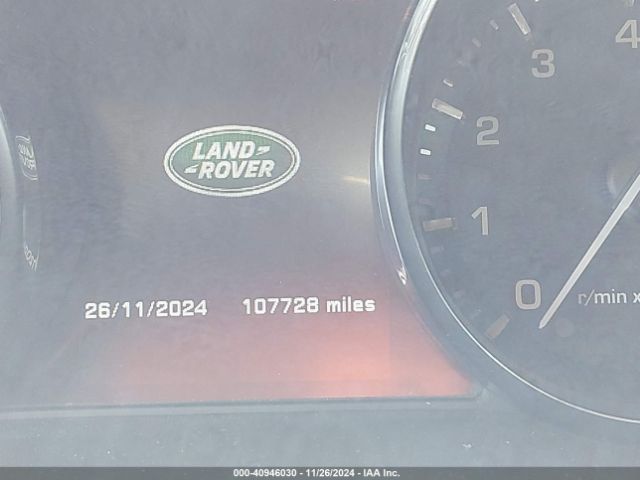 4
3
2
1
0
r/min x
LAND
ROVER
26/11/2024 107728 miles
000-40946030 - 11/26/2024 - IAA Inc.